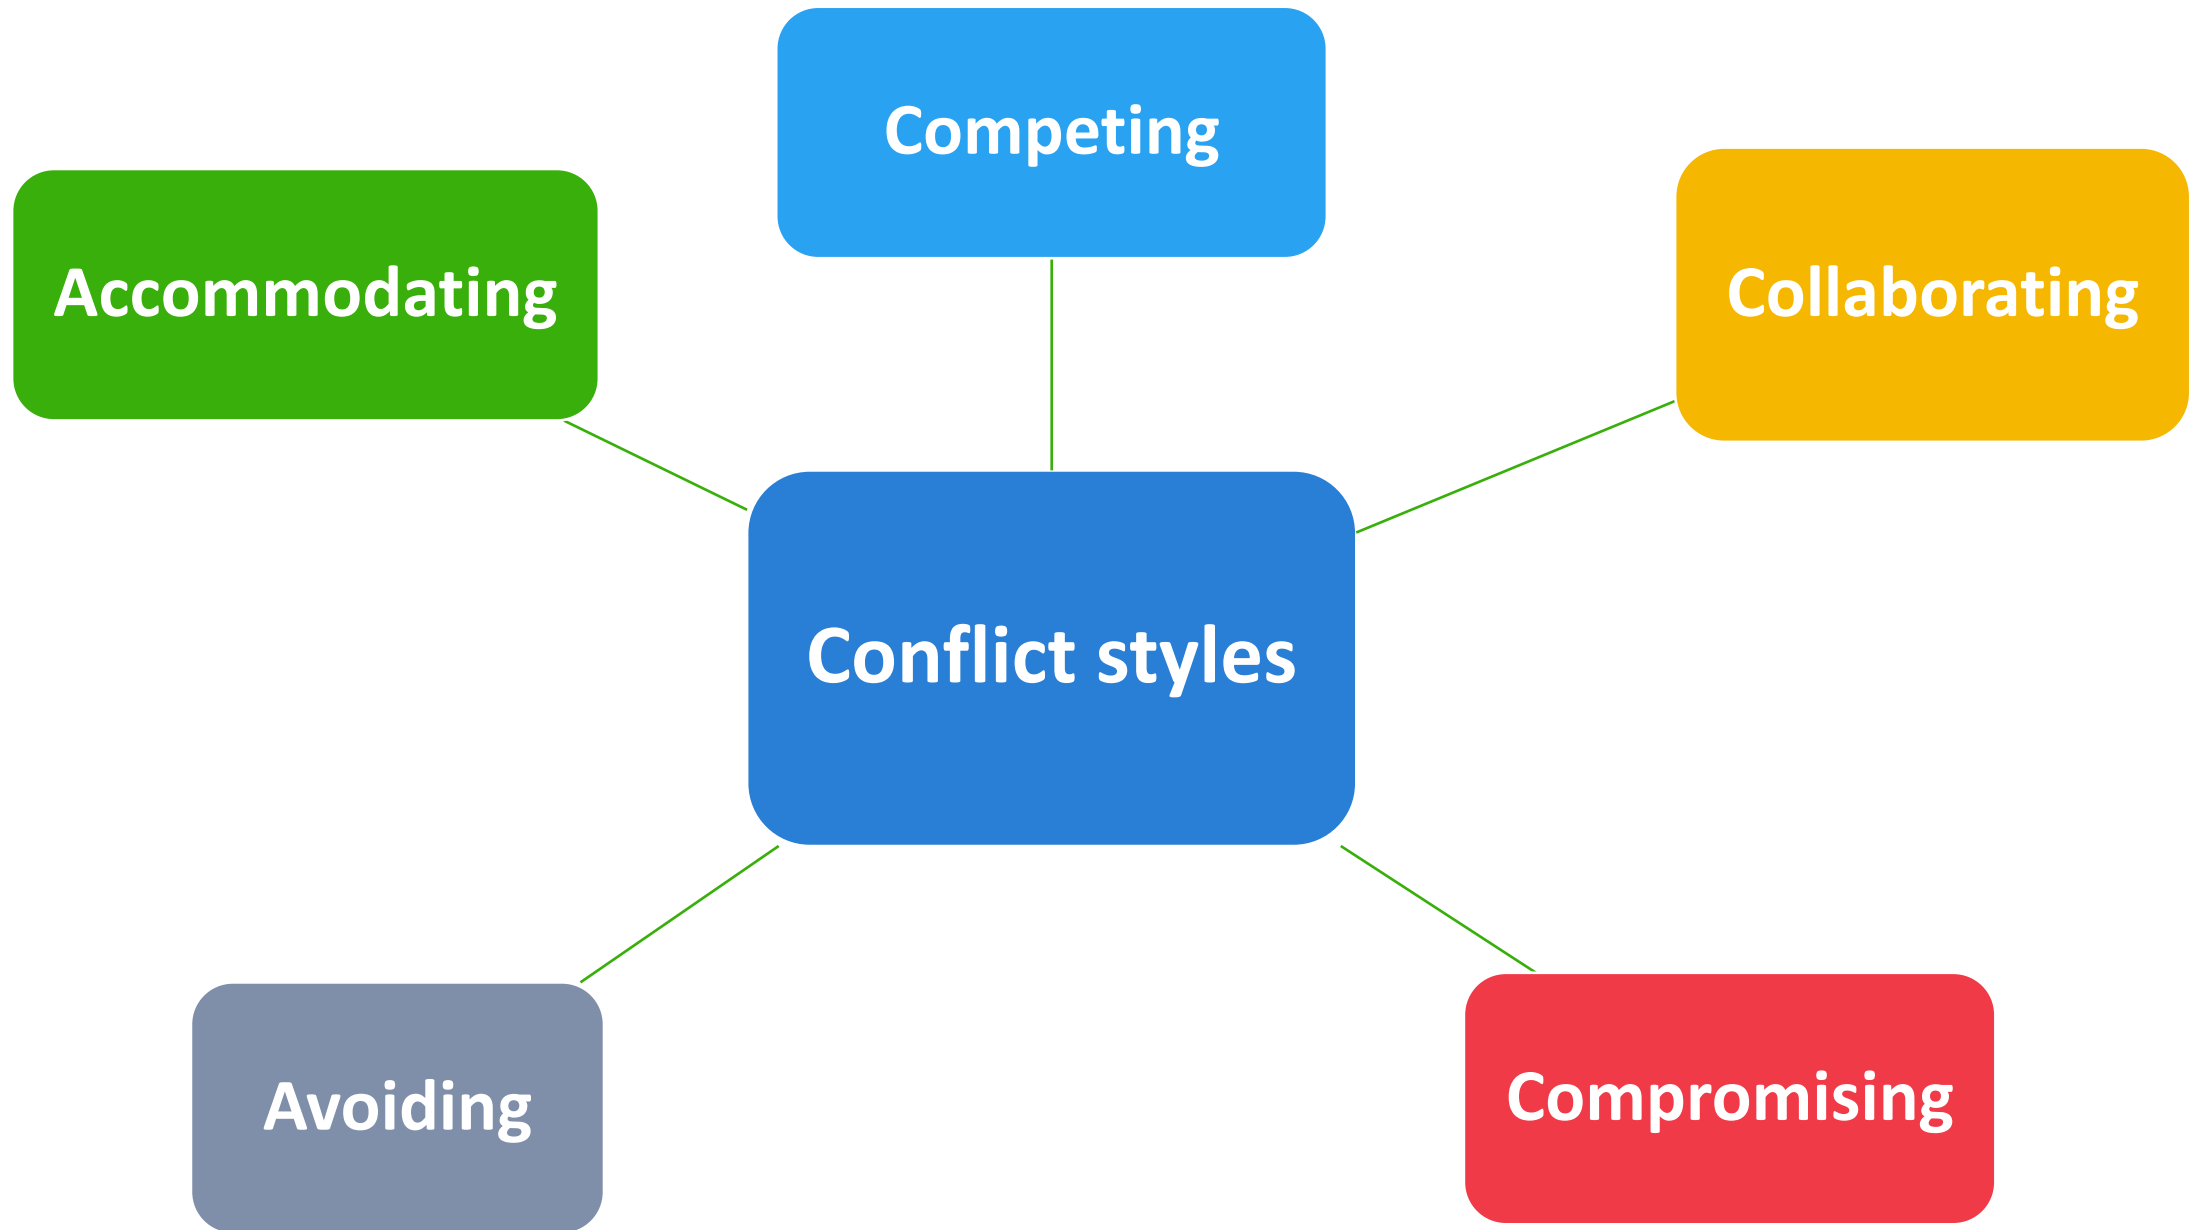 Competing
Accommodating
Collaborating
Conflict styles
Avoiding
Compromising